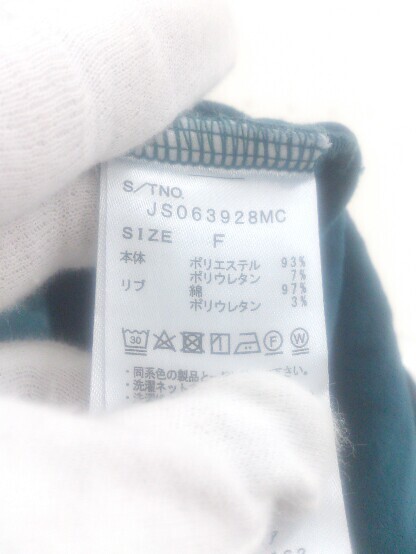 S/TNO.
JS063928MC
SIZE F
本体 ポリエステル 93%
ポリウレタン 7%
リブ 綿 97%
ポリウレタン 3%
30 F W
・同系色の製品と
・洗濯ネット